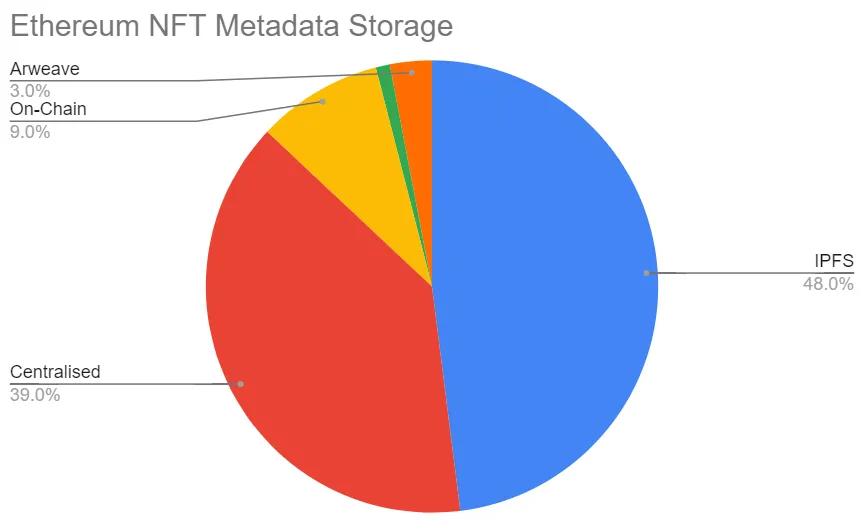 Ethereum NFT Metadata Storage
Arweave
3.0%
On-Chain
9.0%
IPFS
48.0%
Centralised
39.0%